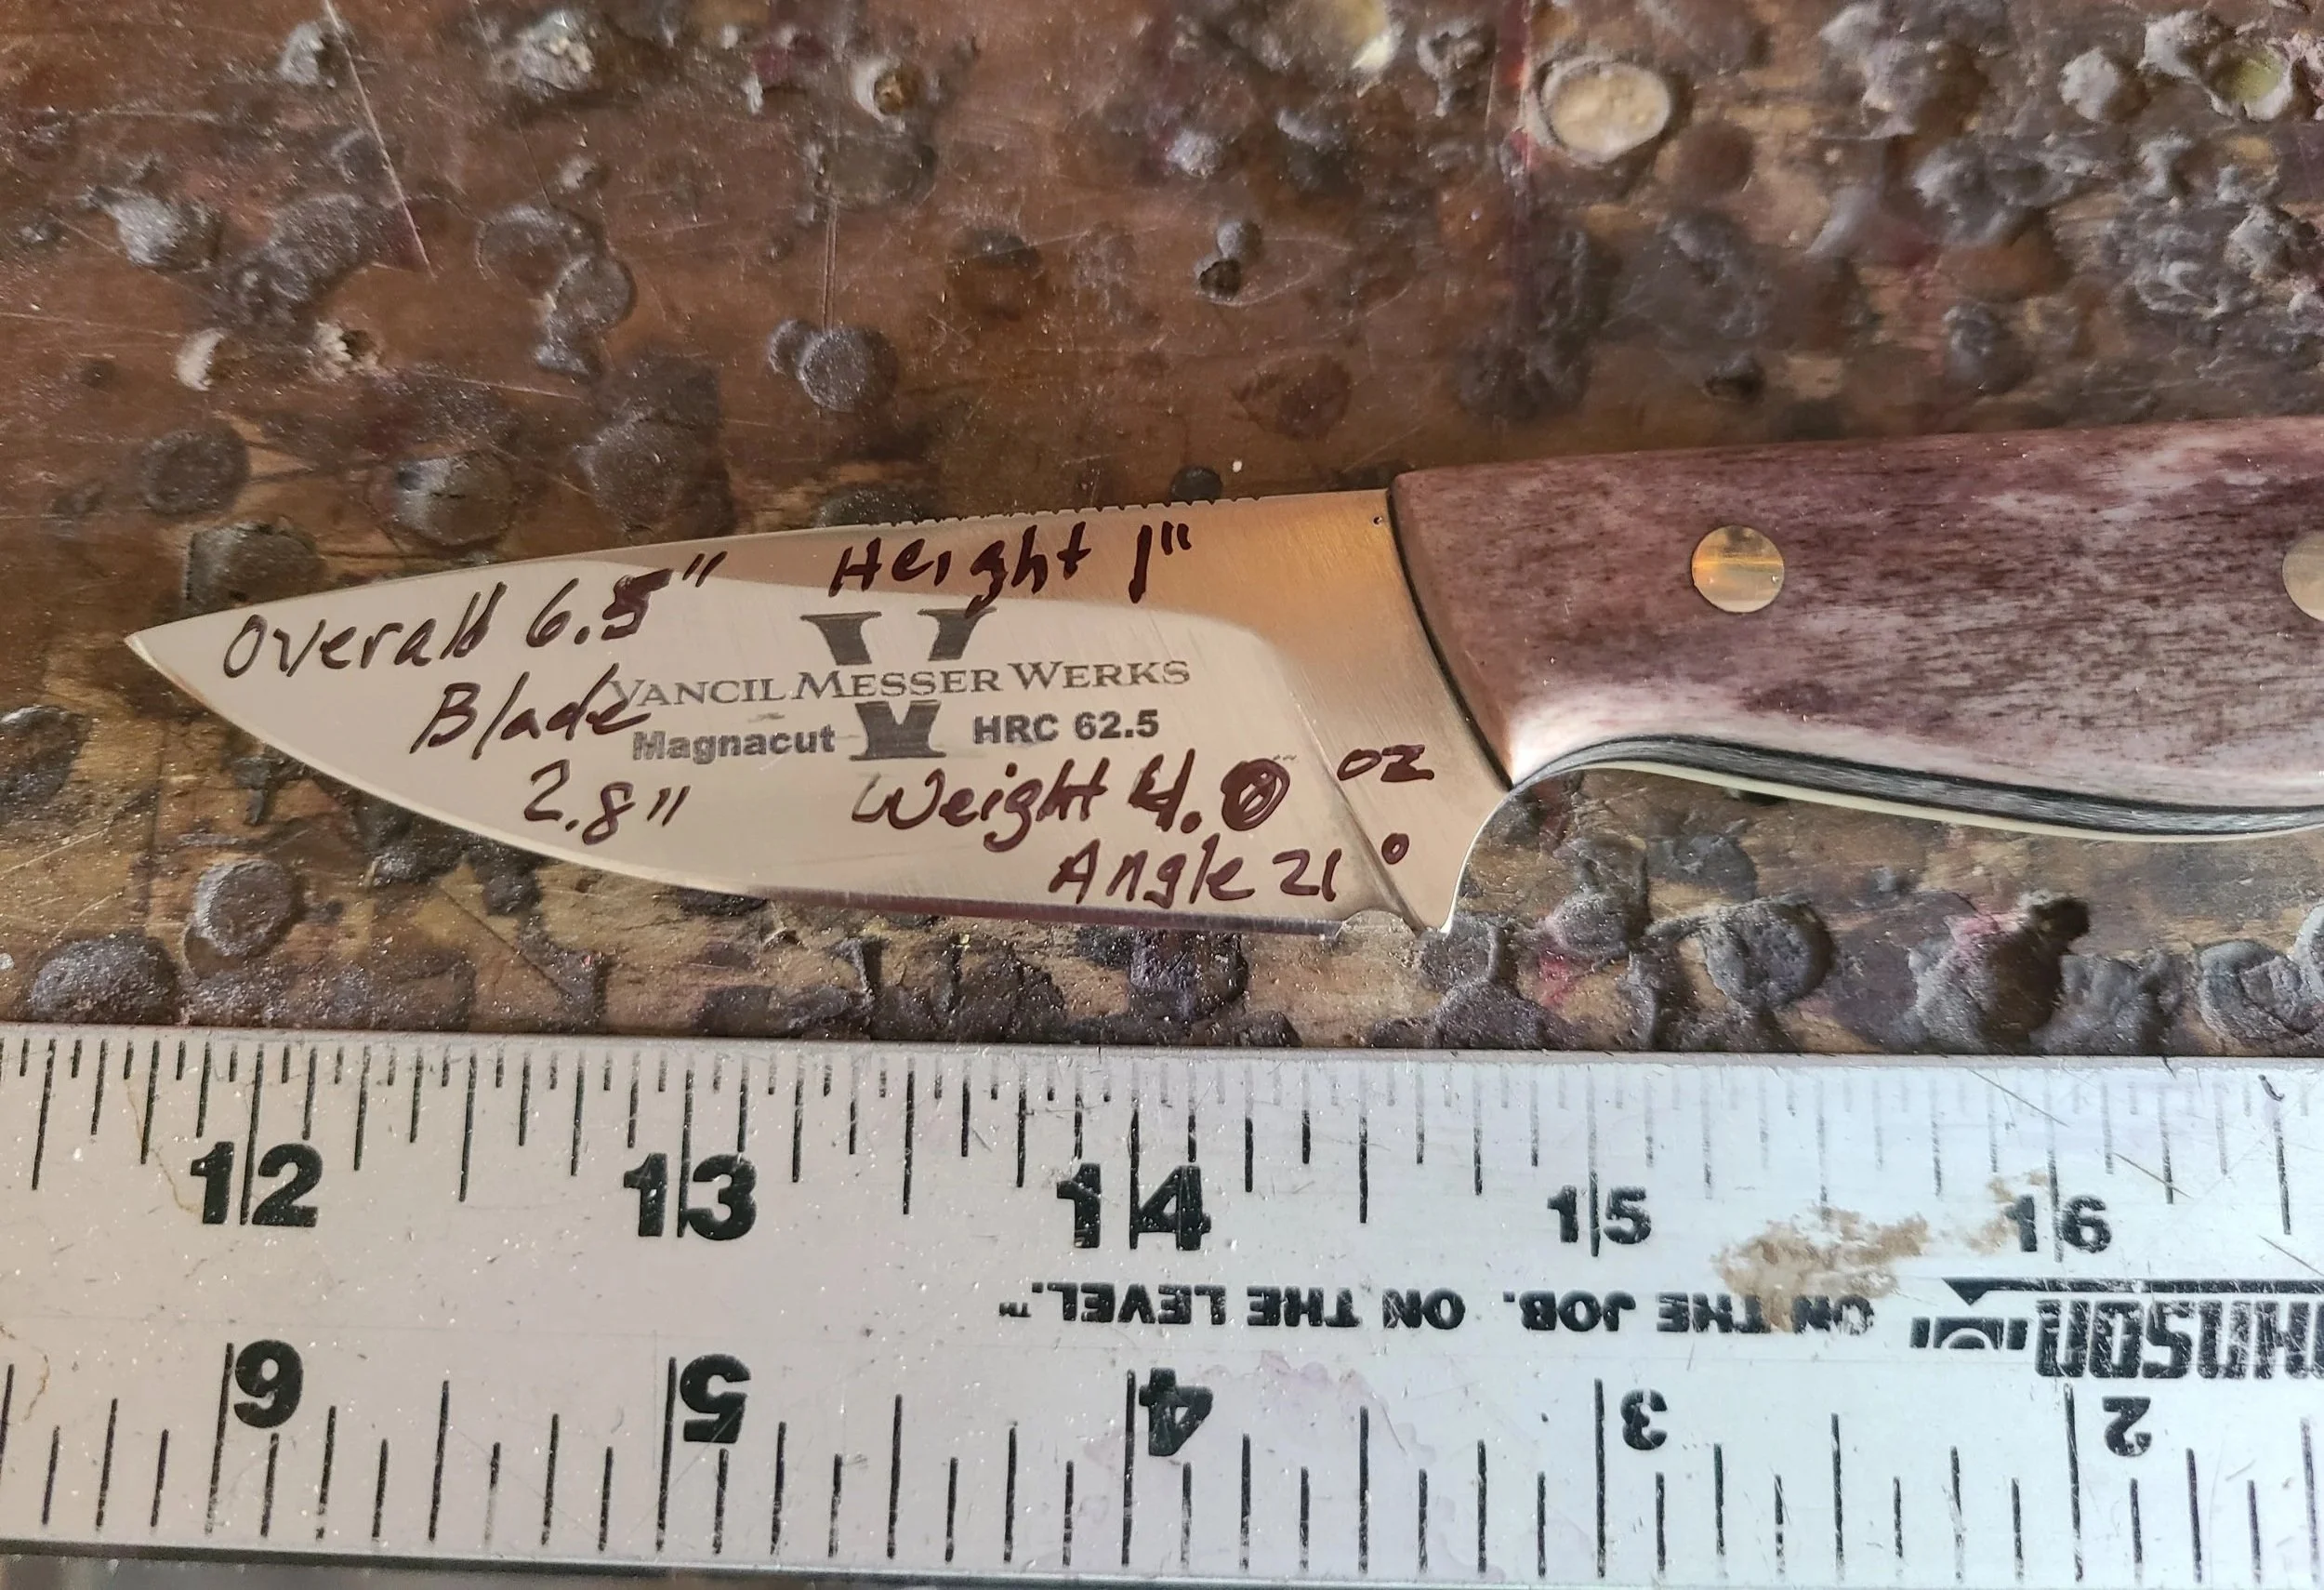 Overall 6.5" Height 1"
V
Blade
VANCIL MESSER WERKS
Magnacut HRC 62.5
2.8" Weight 4.0 oz
Angle 21°
12 13 14 15 16
ON THE JOB. ON THE LEVEL.™
6 5 4 3 2